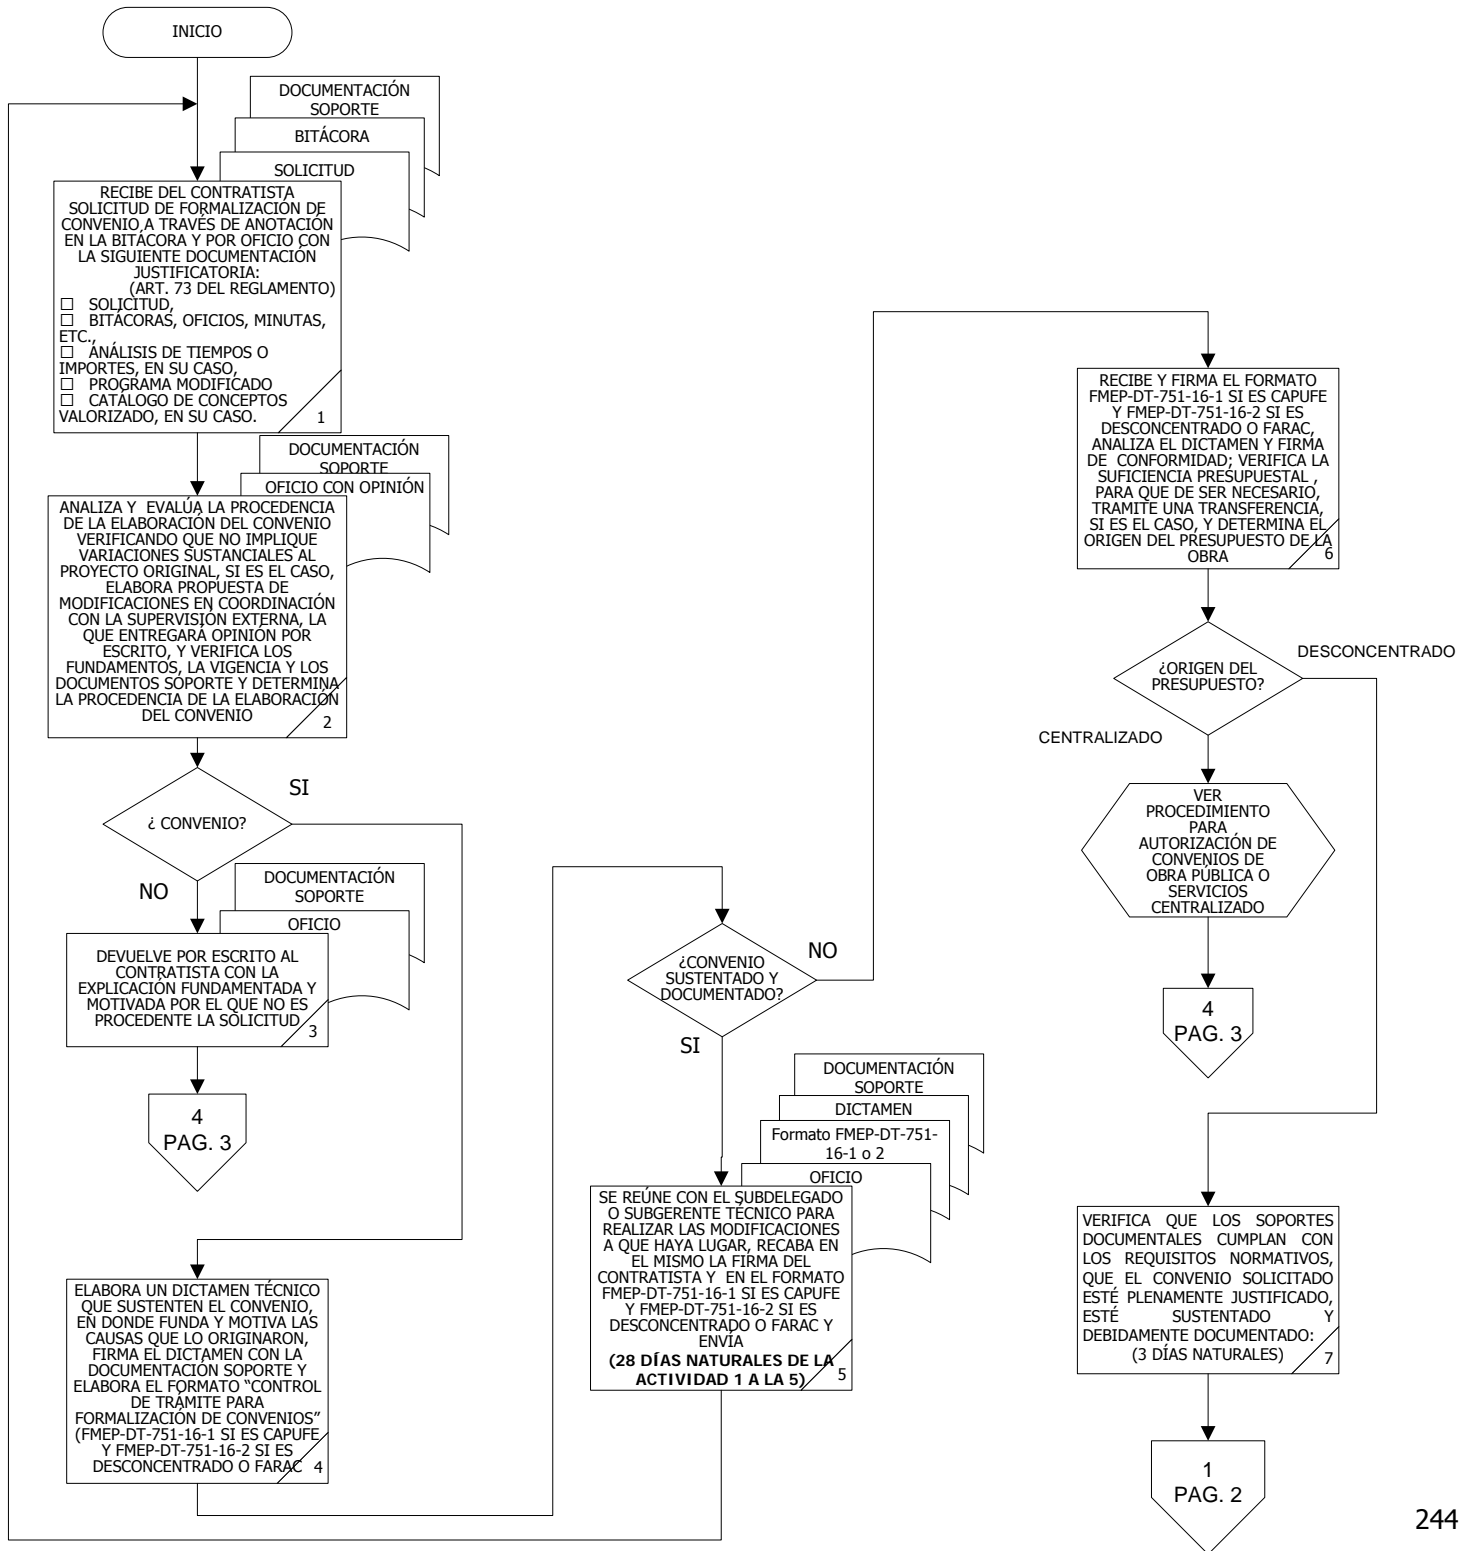 INICIO
DOCUMENTACIÓN
SOPORTE
BITÁCORA
SOLICITUD
RECIBE DEL CONTRATISTA
SOLICITUD DE FORMALIZACIÓN DE
CONVENIO A TRAVÉS DE ANOTACIÓN
EN LA BITÁCORA Y POR OFICIO CON
LA SIGUIENTE DOCUMENTACIÓN
JUSTIFICATORIA:
(ART. 73 DEL REGLAMENTO)
□ SOLICITUD,
□ BITÁCORAS, OFICIOS, MINUTAS,
ETC.,
□ ANÁLISIS DE TIEMPOS O
IMPORTES, EN SU CASO,
□ PROGRAMA MODIFICADO
□ CATÁLOGO DE CONCEPTOS
VALORIZADO, EN SU CASO.
1
DOCUMENTACIÓN
SOPORTE
OFICIO CON OPINIÓN
ANALIZA Y EVALÚA LA PROCEDENCIA
DE LA ELABORACIÓN DEL CONVENIO
VERIFICANDO QUE NO IMPLIQUE
VARIACIONES SUSTANCIALES AL
PROYECTO ORIGINAL, SI ES EL CASO,
ELABORA PROPUESTA DE
MODIFICACIONES EN COORDINACIÓN
CON LA SUPERVISIÓN EXTERNA, LA
QUE ENTREGARÁ OPINIÓN POR
ESCRITO, Y VERIFICA LOS
FUNDAMENTOS, LA VIGENCIA Y LOS
DOCUMENTOS SOPORTE Y DETERMINA
LA PROCEDENCIA DE LA ELABORACIÓN
DEL CONVENIO
2
¿ CONVENIO?
SI
NO
DOCUMENTACIÓN
SOPORTE
OFICIO
DEVUELVE POR ESCRITO AL
CONTRATISTA CON LA
EXPLICACIÓN FUNDAMENTADA Y
MOTIVADA POR EL QUE NO ES
PROCEDENTE LA SOLICITUD
3
4
PAG. 3
ELABORA UN DICTAMEN TÉCNICO
QUE SUSTENTEN EL CONVENIO,
EN DONDE FUNDA Y MOTIVA LAS
CAUSAS QUE LO ORIGINARON,
FIRMA EL DICTAMEN CON LA
DOCUMENTACIÓN SOPORTE Y
ELABORA EL FORMATO “CONTROL
DE TRÁMITE PARA
FORMALIZACIÓN DE CONVENIOS”
(FMEP-DT-751-16-1 SI ES CAPUFE
Y FMEP-DT-751-16-2 SI ES
DESCONCENTRADO O FARAC
4
¿CONVENIO
SUSTENTADO Y
DOCUMENTADO?
NO
SI
DOCUMENTACIÓN
SOPORTE
DICTAMEN
Formato FMEP-DT-751-
16-1 o 2
OFICIO
SE REÚNE CON EL SUBDELEGADO
O SUBGERENTE TÉCNICO PARA
REALIZAR LAS MODIFICACIONES
A QUE HAYA LUGAR, RECABA EN
EL MISMO LA FIRMA DEL
CONTRATISTA Y EN EL FORMATO
FMEP-DT-751-16-1 SI ES CAPUFE
Y FMEP-DT-751-16-2 SI ES
DESCONCENTRADO O FARAC Y
ENVÍA
(28 DÍAS NATURALES DE LA
ACTIVIDAD 1 A LA 5)
5
RECIBE Y FIRMA EL FORMATO
FMEP-DT-751-16-1 SI ES CAPUFE
Y FMEP-DT-751-16-2 SI ES
DESCONCENTRADO O FARAC,
ANALIZA EL DICTAMEN Y FIRMA
DE CONFORMIDAD; VERIFICA LA
SUFICIENCIA PRESUPUESTAL ,
PARA QUE DE SER NECESARIO,
TRAMITE UNA TRANSFERENCIA,
SI ES EL CASO, Y DETERMINA EL
ORIGEN DEL PRESUPUESTO DE LA
OBRA
6
¿ORIGEN DEL
PRESUPUESTO?
DESCONCENTRADO
CENTRALIZADO
VER
PROCEDIMIENTO
PARA
AUTORIZACIÓN DE
CONVENIOS DE
OBRA PÚBLICA O
SERVICIOS
CENTRALIZADO
4
PAG. 3
VERIFICA QUE LOS SOPORTES
DOCUMENTALES CUMPLAN CON
LOS REQUISITOS NORMATIVOS,
QUE EL CONVENIO SOLICITADO
ESTÉ PLENAMENTE JUSTIFICADO,
ESTÉ SUSTENTADO Y
DEBIDAMENTE DOCUMENTADO:
(3 DÍAS NATURALES)
7
1
PAG. 2
244